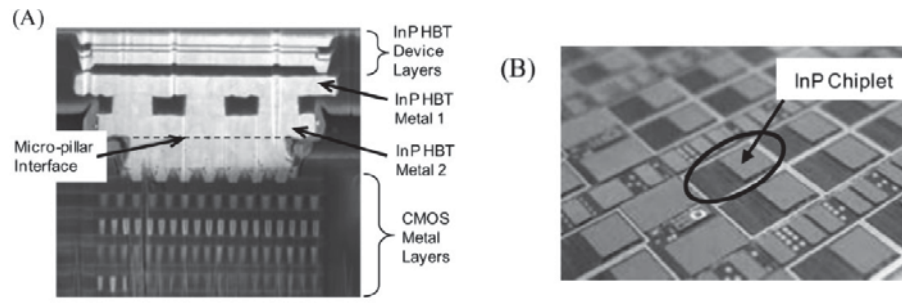 (A)
InP HBT
Device
Layers
InP HBT
Metal 1
Micro-pillar
Interface
InP HBT
Metal 2
CMOS
Metal
Layers
(B)
InP Chiplet